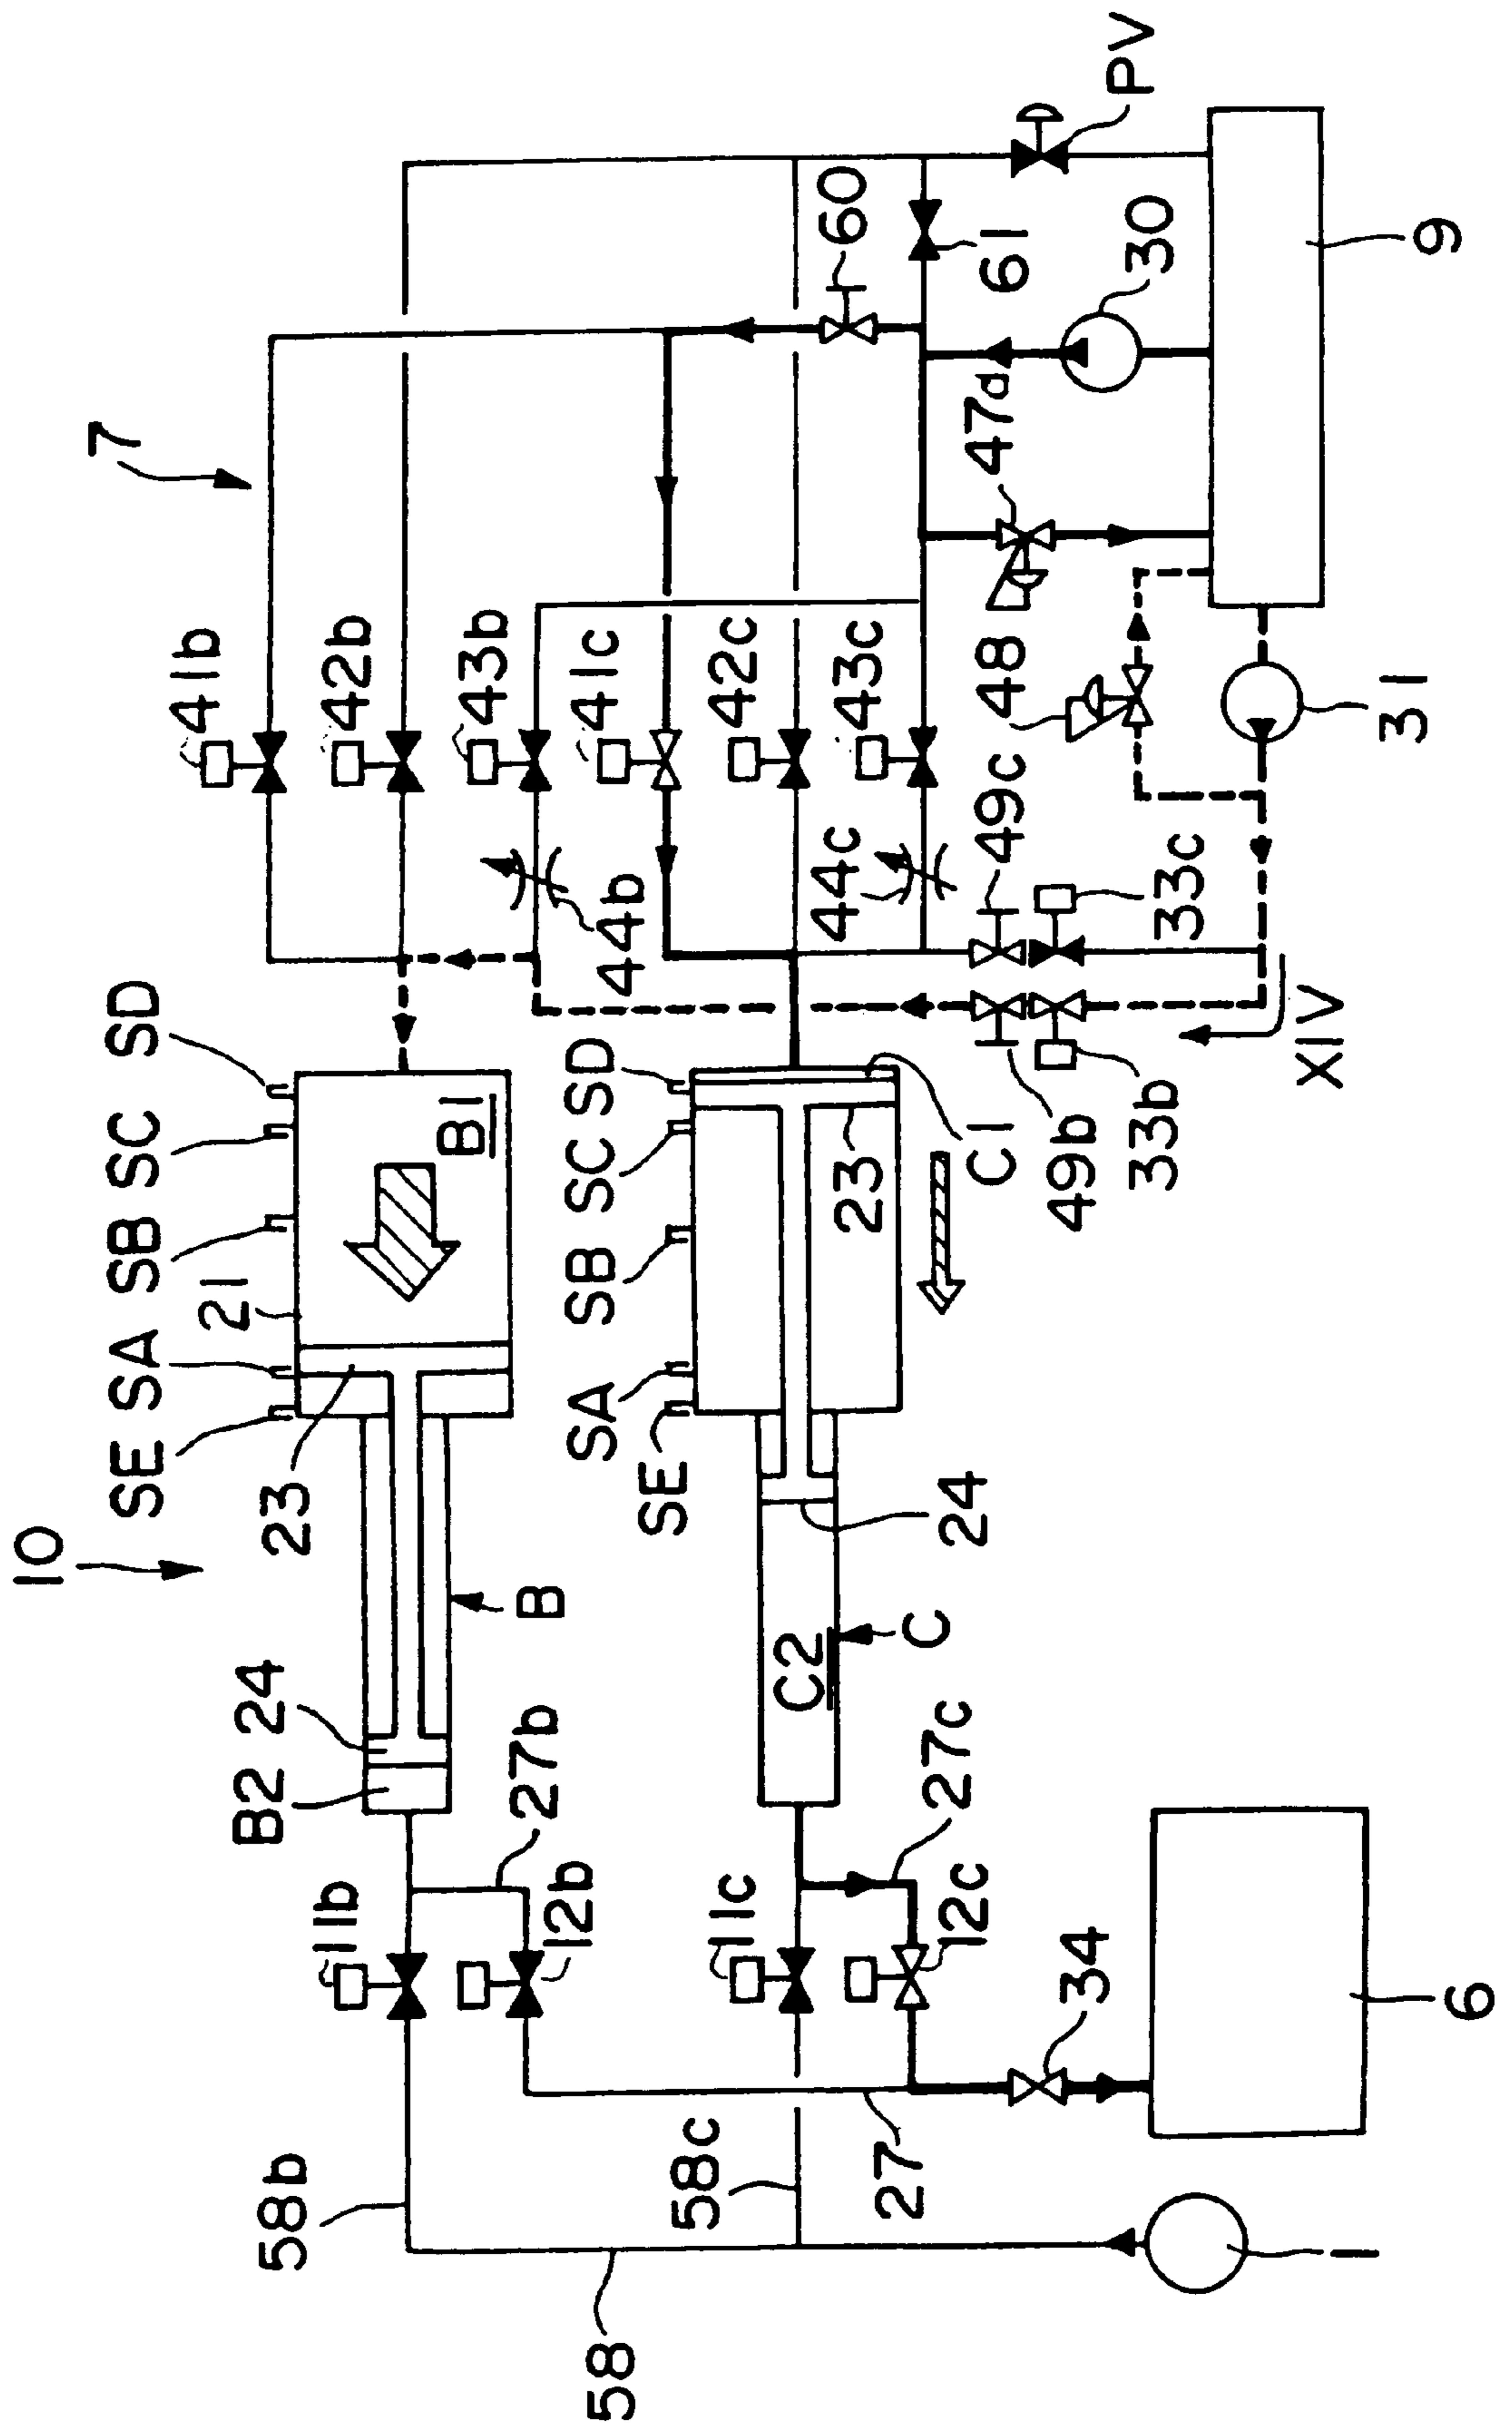 10
7
SE SA SB SC SD
21
41b
42b
43b
41c
42c
43c
23
B1
B2 24
B
11b
27b
12b
58b
44b
44c
60
61
PV
SE SA SB SC SD
23
C1
24
C2
C
11c
27c
12c
58c
58
27
34
6
1
49c
33c
49b
33b
XIV
48
47d
30
31
9